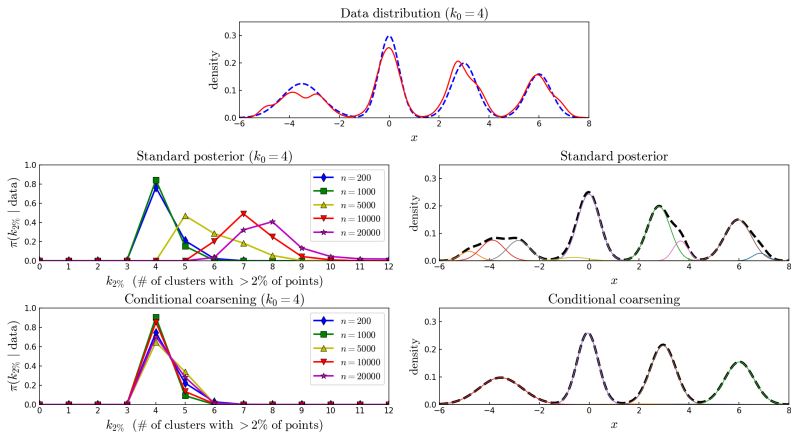 Data distribution (k₀ = 4)
density
0.3
0.2
0.1
0.0
−6 −4 −2 0 2 4 6 8
x
Standard posterior (k₀ = 4)
π(k₂% | data)
1.0
0.8
0.6
0.4
0.2
0.0
n = 200
n = 1000
n = 5000
n = 10000
n = 20000
0 1 2 3 4 5 6 7 8 9 10 11 12
k₂% (# of clusters with > 2% of points)
Standard posterior
density
0.3
0.2
0.1
0.0
−6 −4 −2 0 2 4 6 8
x
Conditional coarsening (k₀ = 4)
π(k₂% | data)
1.0
0.8
0.6
0.4
0.2
0.0
n = 200
n = 1000
n = 5000
n = 10000
n = 20000
0 1 2 3 4 5 6 7 8 9 10 11 12
k₂% (# of clusters with > 2% of points)
Conditional coarsening
density
0.3
0.2
0.1
0.0
−6 −4 −2 0 2 4 6 8
x